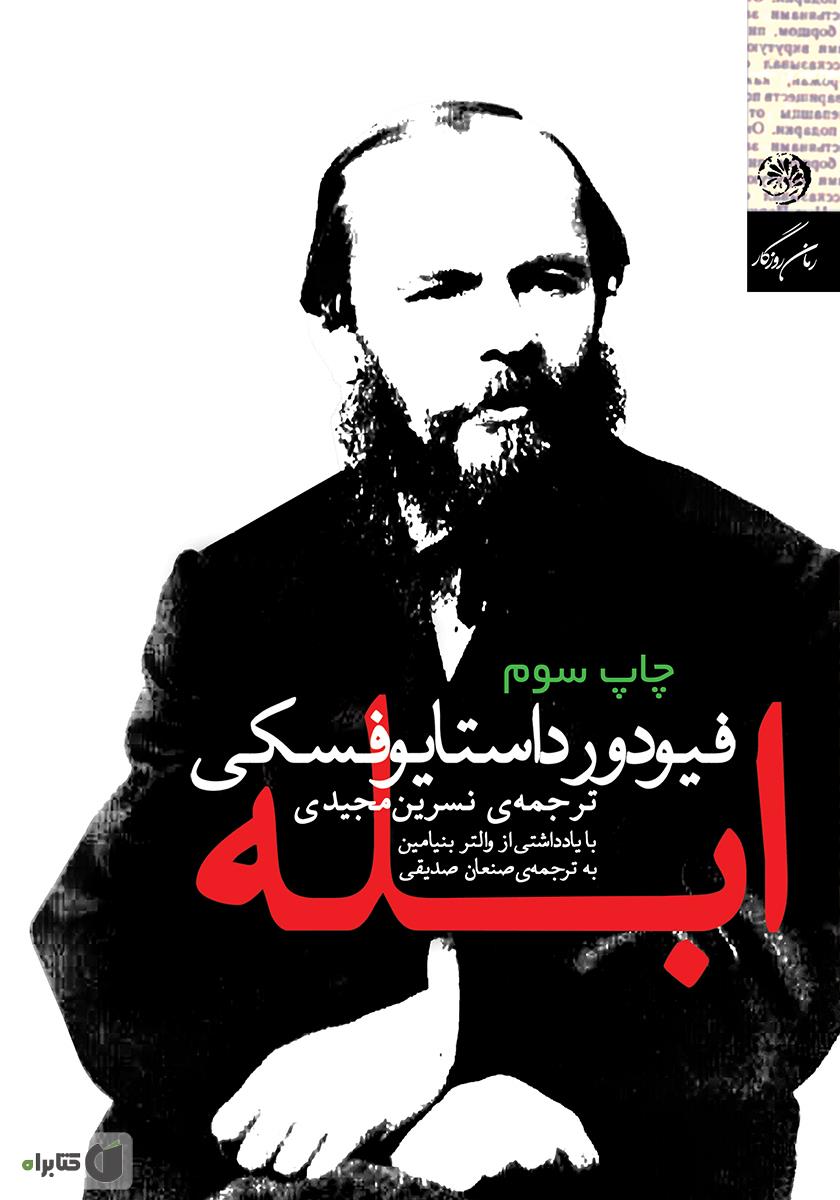 رمان روزگار
چاپ سوم
فیودور داستایوفسکی
ترجمه‌ی نسرین مجیدی
با یادداشتی از والتر بنیامین
به ترجمه‌ی صنعان صدیقی
ابله
کتابراه